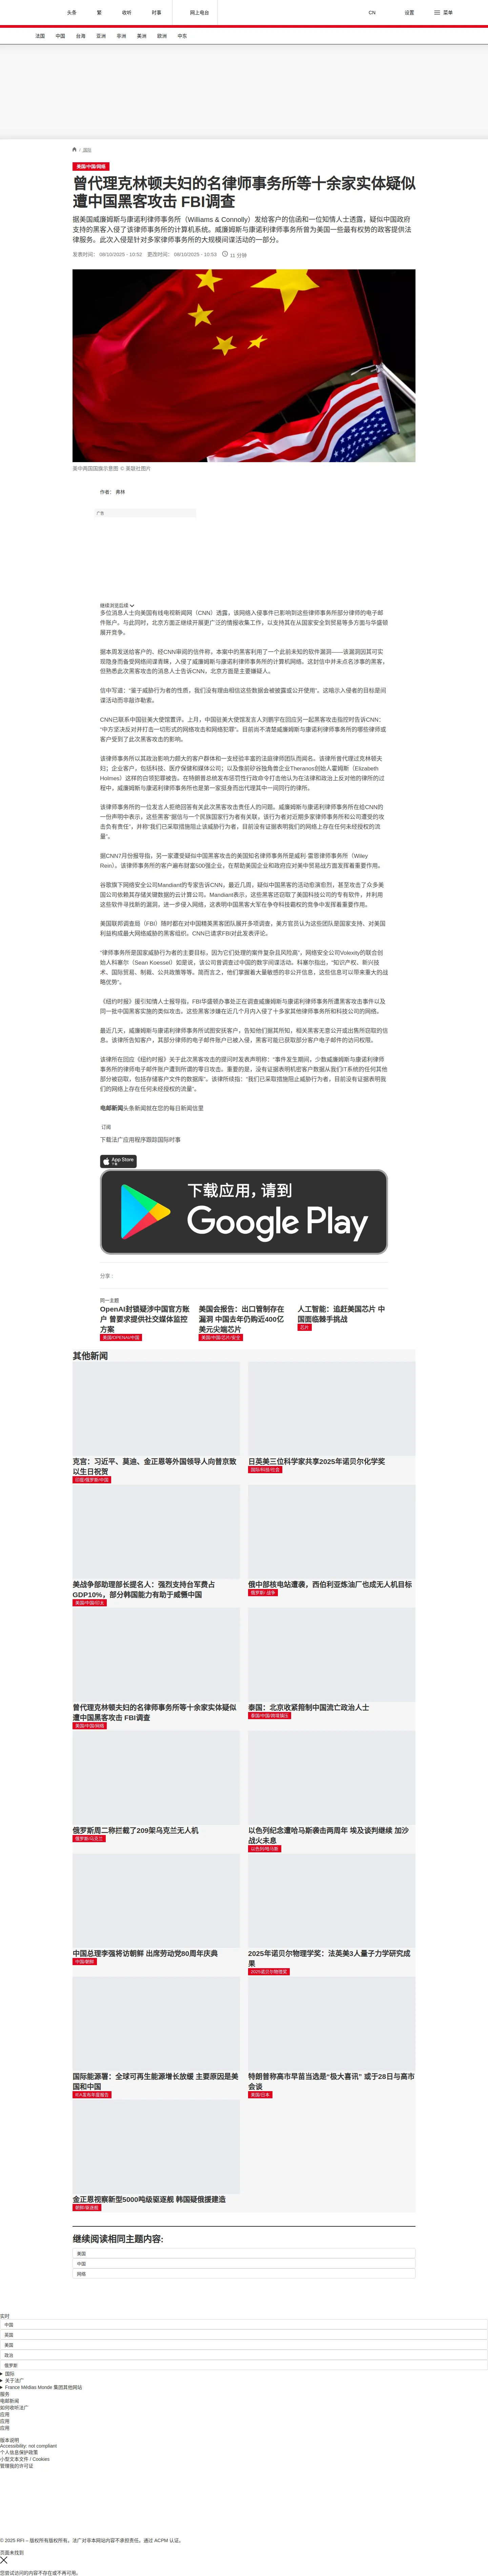 头条
繁
收听
时事
网上电台
CN
设置
菜单
法国
中国
台海
亚洲
非洲
美洲
欧洲
中东
/ 国际
美国/中国/网络
曾代理克林顿夫妇的名律师事务所等十余家实体疑似遭中国黑客攻击 FBI调查
据美国威廉姆斯与康诺利律师事务所（Williams & Connolly）发给客户的信函和一位知情人士透露，疑似中国政府支持的黑客入侵了该律师事务所的计算机系统。威廉姆斯与康诺利律师事务所曾为美国一些最有权势的政客提供法律服务。此次入侵是针对多家律师事务所的大规模间谍活动的一部分。
发表时间： 08/10/2025 - 10:52 更改时间： 08/10/2025 - 10:53 11 分钟
美中两国国旗示意图 © 美联社图片
作者： 弗林
广告
继续浏览后续
多位消息人士向美国有线电视新闻网（CNN）透露，该网络入侵事件已影响到这些律师事务所部分律师的电子邮件账户。与此同时，北京方面正继续开展更广泛的情报收集工作，以支持其在从国家安全到贸易等多方面与华盛顿展开竞争。
据本周发送给客户的、经CNN审阅的信件称，本案中的黑客利用了一个此前未知的软件漏洞——该漏洞因其可实现隐身而备受网络间谍青睐，入侵了威廉姆斯与康诺利律师事务所的计算机网络。这封信中并未点名涉事的黑客，但熟悉此次黑客攻击的消息人士告诉CNN，北京方面是主要嫌疑人。
信中写道：“鉴于威胁行为者的性质，我们没有理由相信这些数据会被披露或公开使用”。这暗示入侵者的目标是间谍活动而非敲诈勒索。
CNN已联系中国驻美大使馆置评。上月，中国驻美大使馆发言人刘鹏宇在回应另一起黑客攻击指控时告诉CNN：“中方坚决反对并打击一切形式的网络攻击和网络犯罪”。目前尚不清楚威廉姆斯与康诺利律师事务所的哪些律师或客户受到了此次黑客攻击的影响。
该律师事务所以其政治影响力颇大的客户群体和一支经验丰富的法庭律师团队而闻名。该律所曾代理过克林顿夫妇；企业客户，包括科技、医疗保健和媒体公司；以及像前矽谷独角兽企业Theranos创始人霍姆斯（Elizabeth Holmes）这样的白领犯罪被告。在特朗普总统发布惩罚性行政命令打击他认为在法律和政治上反对他的律所的过程中，威廉姆斯与康诺利律师事务所也是第一家挺身而出代理其中一间同行的律所。
该律师事务所的一位发言人拒绝回答有关此次黑客攻击责任人的问题。威廉姆斯与康诺利律师事务所在给CNN的一份声明中表示，这些黑客“据信与一个民族国家行为者有关联，该行为者对近期多家律师事务所和公司遭受的攻击负有责任”，并称“我们已采取措施阻止该威胁行为者，目前没有证据表明我们的网络上存在任何未经授权的流量”。
据CNN7月份报导指，另一家遭受疑似中国黑客攻击的美国知名律师事务所是威利·雷恩律师事务所（Wiley Rein）。该律师事务所的客户遍布财富500强企业，在帮助美国企业和政府应对美中贸易战方面发挥着重要作用。
谷歌旗下网络安全公司Mandiant的专家告诉CNN，最近几周，疑似中国黑客的活动愈演愈烈，甚至攻击了众多美国公司依赖其存储关键数据的云计算公司。Mandiant表示，这些黑客还窃取了美国科技公司的专有软件，并利用这些软件寻找新的漏洞，进一步侵入网络，这表明中国黑客大军在争夺科技霸权的竞争中发挥着重要作用。
美国联邦调查局（FBI）随时都在对中国精英黑客团队展开多项调查，美方官员认为这些团队是国家支持、对美国利益构成最大网络威胁的黑客组织。CNN已请求FBI对此发表评论。
“律师事务所是国家威胁行为者的主要目标，因为它们处理的案件复杂且风险高”，网络安全公司Volexity的联合创始人科塞尔（Sean Koessel）如是说，该公司曾调查过中国的数字间谍活动。科塞尔指出，“知识产权、新兴技术、国际贸易、制裁、公共政策等等。简而言之，他们掌握着大量敏感的非公开信息，这些信息可以带来重大的战略优势”。
《纽约时报》援引知情人士报导指，FBI华盛顿办事处正在调查威廉姆斯与康诺利律师事务所遭黑客攻击事件以及同一批中国黑客实施的类似攻击。这些黑客涉嫌在近几个月内入侵了十多家其他律师事务所和科技公司的网络。
最近几天，威廉姆斯与康诺利律师事务所试图安抚客户，告知他们据其所知，相关黑客无意公开或出售所窃取的信息。该律所告知客户，其部分律师的电子邮件账户已被入侵，黑客可能已获取部分客户电子邮件的访问权限。
该律所在回应《纽约时报》关于此次黑客攻击的提问时发表声明称：“事件发生期间，少数威廉姆斯与康诺利律师事务所的律师电子邮件账户遭到所谓的零日攻击。重要的是，没有证据表明机密客户数据从我们IT系统的任何其他部分被窃取，包括存储客户文件的数据库”。该律所续指：“我们已采取措施阻止威胁行为者，目前没有证据表明我们的网络上存在任何未经授权的流量”。
电邮新闻头条新闻就在您的每日新闻信里
订阅
下载法广应用程序跟踪国际时事
App Store
下载应用，请到
Google Play
分享 :
同一主题
OpenAI封锁疑涉中国官方账户 曾要求提供社交媒体监控方案
美国/OPENAI/中国
美国会报告：出口管制存在漏洞 中国去年仍购近400亿美元尖端芯片
美国/中国/芯片/安全
人工智能：追赶美国芯片 中国面临棘手挑战
芯片
其他新闻
克宫：习近平、莫迪、金正恩等外国领导人向普京致以生日祝贺
印度/俄罗斯/中国
日英美三位科学家共享2025年诺贝尔化学奖
国际/科技/社会
美战争部助理部长提名人：强烈支持台军费占GDP10%，部分韩国能力有助于威慑中国
美国/中国/印太
俄中部核电站遭袭，西伯利亚炼油厂也成无人机目标
俄罗斯/ 战争
曾代理克林顿夫妇的名律师事务所等十余家实体疑似遭中国黑客攻击 FBI调查
美国/中国/网络
泰国：北京收紧箝制中国流亡政治人士
泰国/中国/跨境镇压
俄罗斯周二称拦截了209架乌克兰无人机
俄罗斯/乌克兰
以色列纪念遭哈马斯袭击两周年 埃及谈判继续 加沙战火未息
以色列/哈马斯
中国总理李强将访朝鲜 出席劳动党80周年庆典
中国/朝鲜
2025年诺贝尔物理学奖：法英美3人量子力学研究成果
2025诺贝尔物理奖
国际能源署：全球可再生能源增长放缓 主要原因是美国和中国
IEA发布年度报告
特朗普称高市早苗当选是“极大喜讯” 或于28日与高市会谈
美国/日本
金正恩视察新型5000吨级驱逐舰 韩国疑俄援建造
朝鲜/驱逐舰
继续阅读相同主题内容:
美国
中国
网络
实时
中国
美国
美国
政治
俄罗斯
国际
关于法广
France Médias Monde 集团其他网站
服务
电邮新闻
如何收听法广
应用
应用
应用
版本说明
Accessibility: not compliant
个人信息保护政策
小型文本文件 / Cookies
管理我的许可证
© 2025 RFI – 版权所有版权所有。法广对非本网站内容不承担责任。通过 ACPM 认证。
页面未找到
您尝试访问的内容不存在或不再可用。